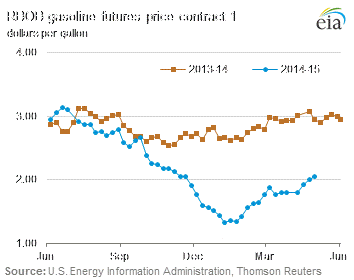 RBOB gasoline futures price contract 1
dollars per gallon
eia
4.00
2013-14
2014-15
3.00
2.00
1.00
Jun
Sep
Dec
Mar
Jun
Source: U.S. Energy Information Administration, Thomson Reuters